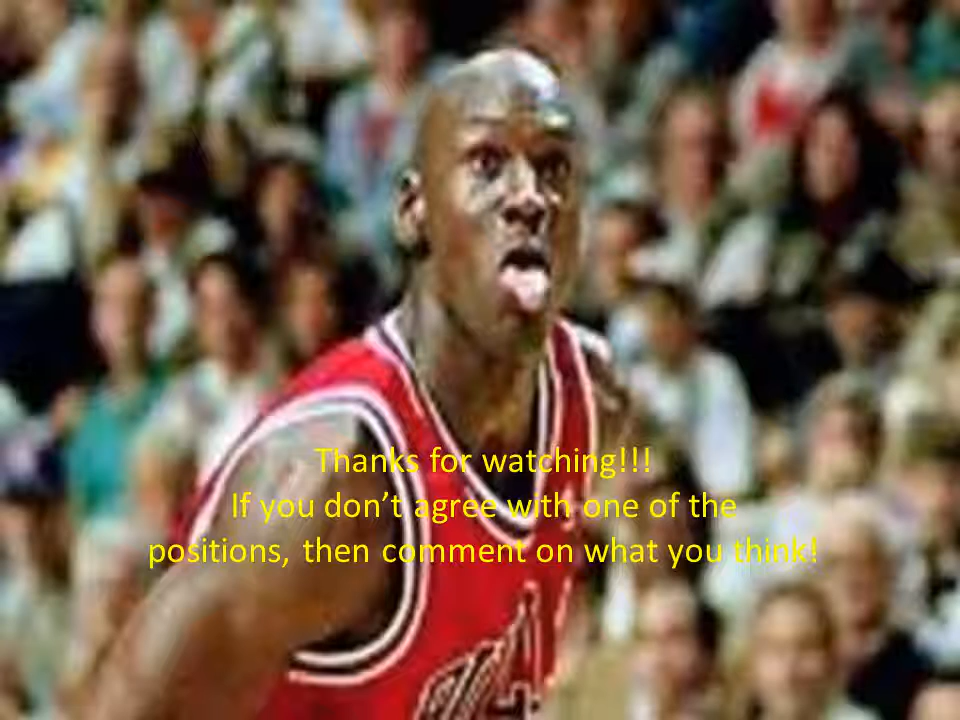 Thanks for watching!!!
If you don’t agree with one of the
positions, then comment on what you think!